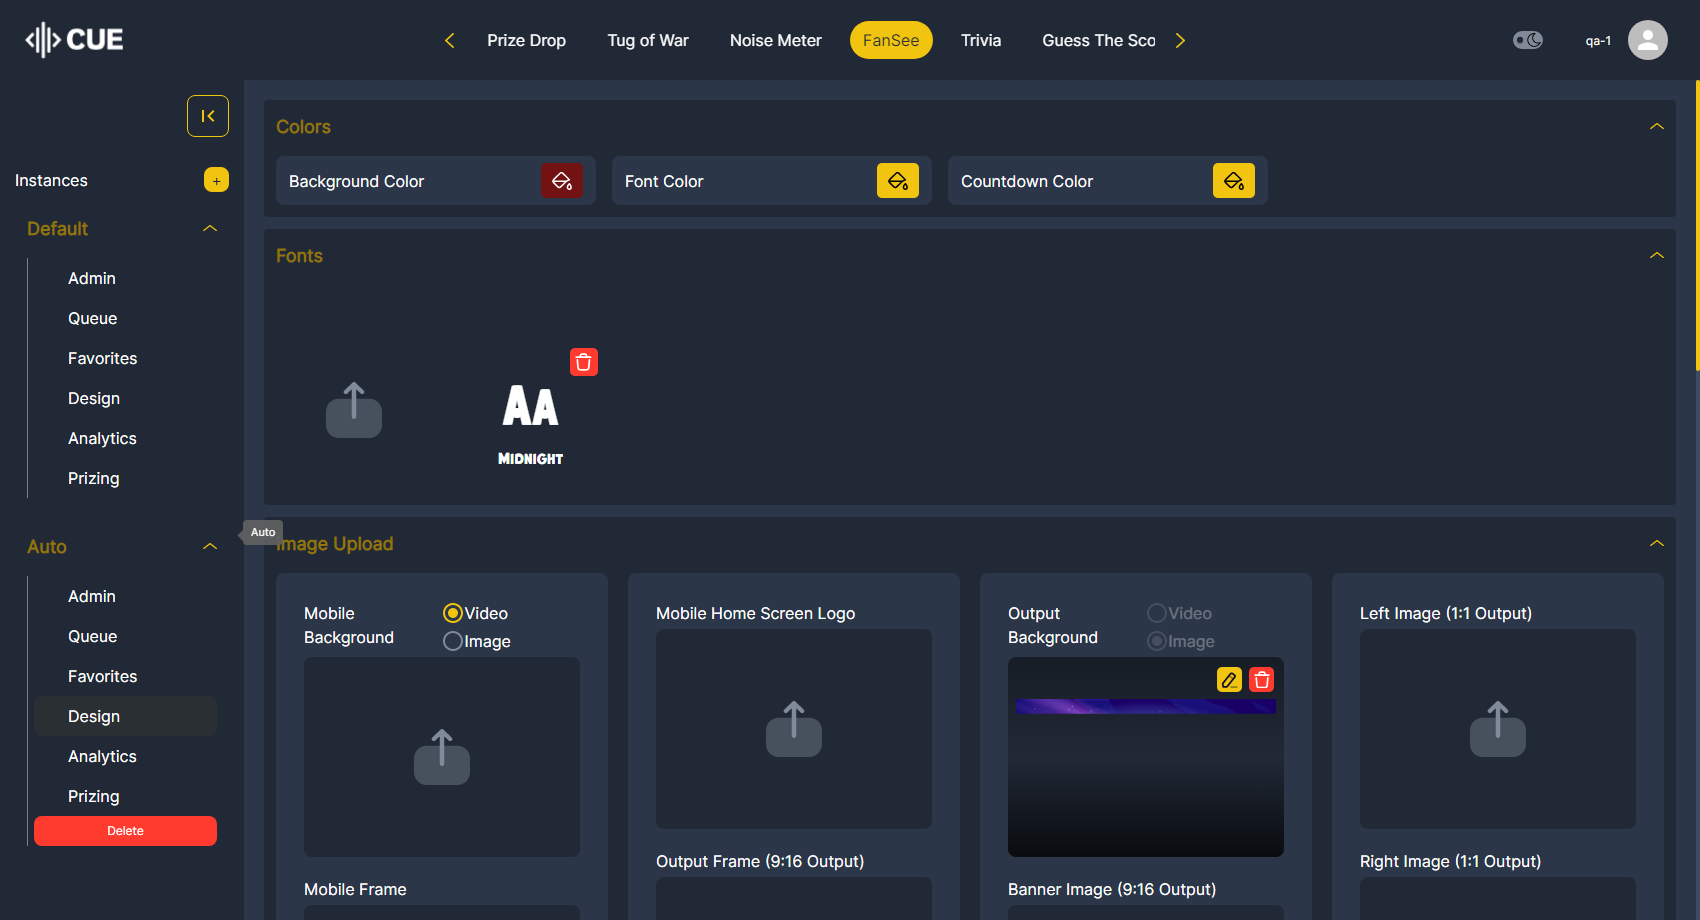 CUE
Prize Drop
Tug of War
Noise Meter
FanSee
Trivia
Guess The Sco
qa-1
Instances
+
Default
Admin
Queue
Favorites
Design
Analytics
Prizing
Auto
Admin
Queue
Favorites
Design
Analytics
Prizing
Delete
Auto
Colors
Background Color
Font Color
Countdown Color
Fonts
AA
MIDNIGHT
Image Upload
Mobile
Background
Video
Image
Mobile Frame
Mobile Home Screen Logo
Output Frame (9:16 Output)
Output
Background
Video
Image
Banner Image (9:16 Output)
Left Image (1:1 Output)
Right Image (1:1 Output)